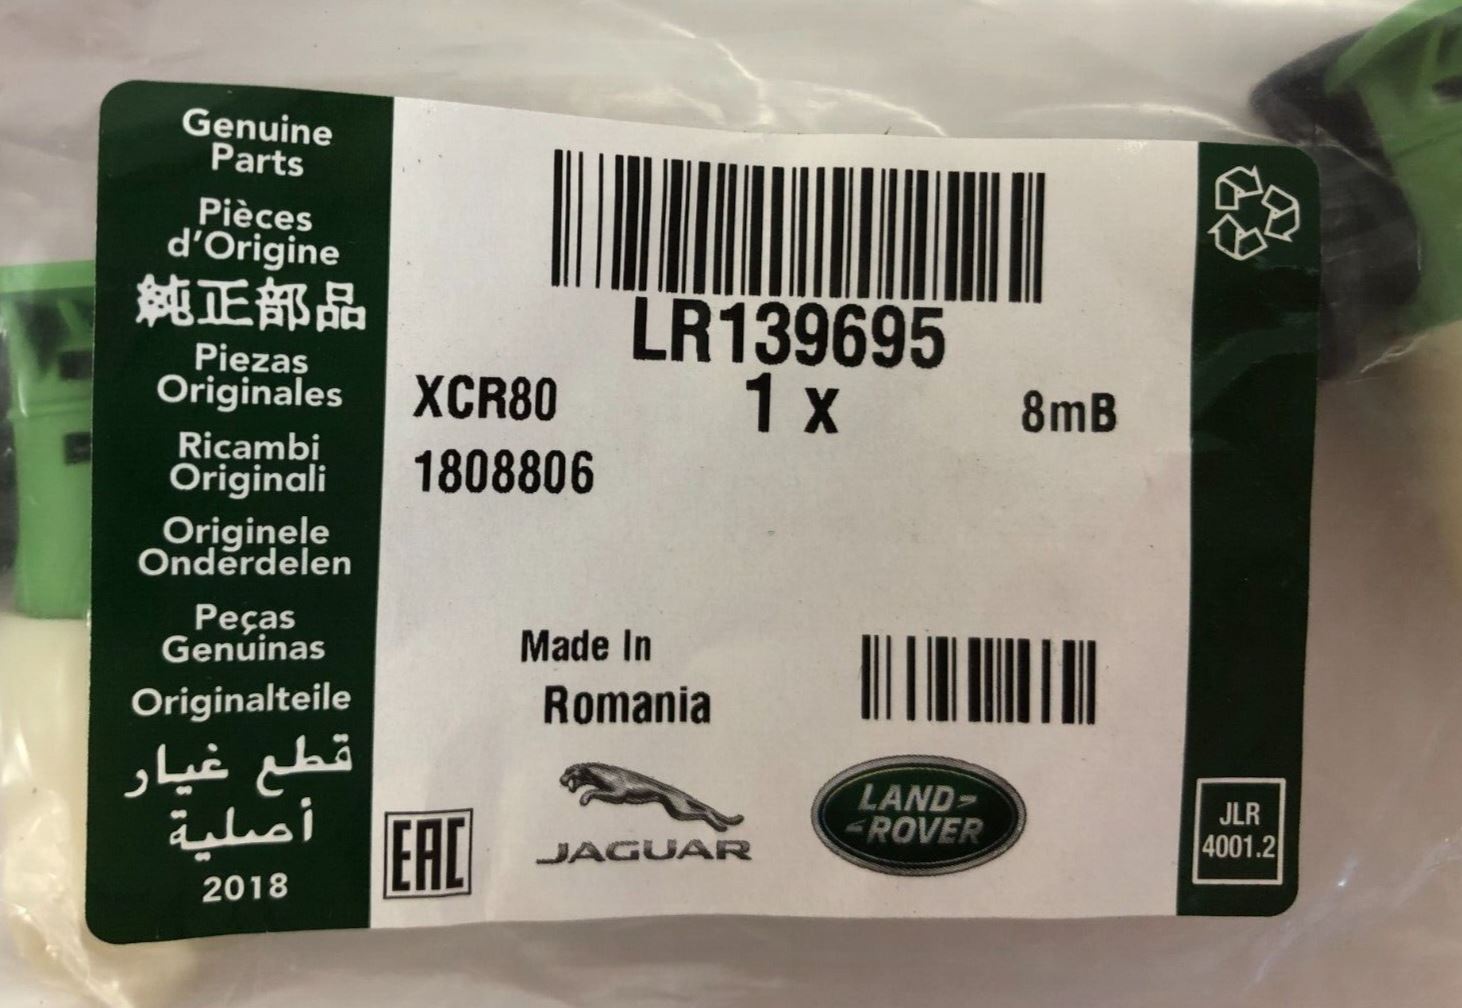 Genuine
Parts
Pièces
d'Origine
純正部品
Piezas
Originales
Ricambi
Originali
Originele
Onderdelen
Peças
Genuinas
Originalteile
قطع غيار
أصلية
2018
LR139695
XCR80 1 x 8mB
1808806
Made In
Romania
EAC
JAGUAR
LAND-
-ROVER
JLR
4001.2